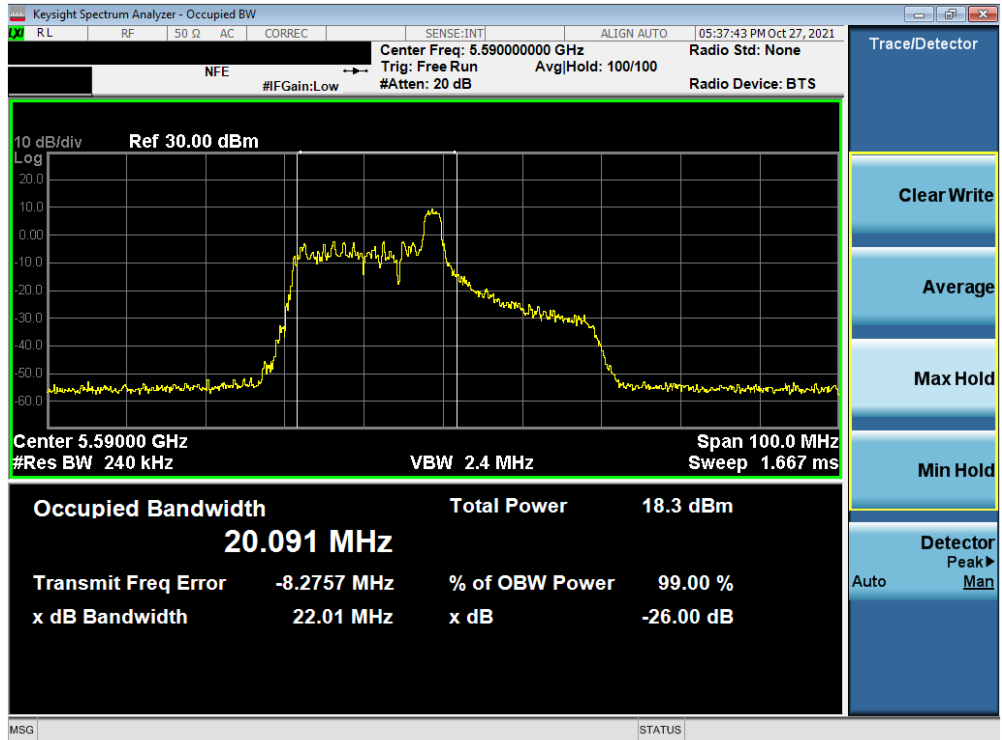 Keysight Spectrum Analyzer - Occupied BW
LXI RL RF 50 Ω AC CORREC SENSE:INT ALIGN AUTO 05:37:43 PM Oct 27, 2021
Center Freq: 5.590000000 GHz Radio Std: None
NFE Trig: Free Run Avg|Hold: 100/100
#IFGain:Low #Atten: 20 dB Radio Device: BTS
Trace/Detector
10 dB/div Ref 30.00 dBm
Log
20.0
10.0
0.00
-10.0
-20.0
-30.0
-40.0
-50.0
-60.0
Center 5.59000 GHz Span 100.0 MHz
#Res BW 240 kHz VBW 2.4 MHz Sweep 1.667 ms
Occupied Bandwidth Total Power 18.3 dBm
20.091 MHz
Transmit Freq Error -8.2757 MHz % of OBW Power 99.00 %
x dB Bandwidth 22.01 MHz x dB -26.00 dB
Clear Write
Average
Max Hold
Min Hold
Detector
Peak▶
Auto Man
MSG STATUS